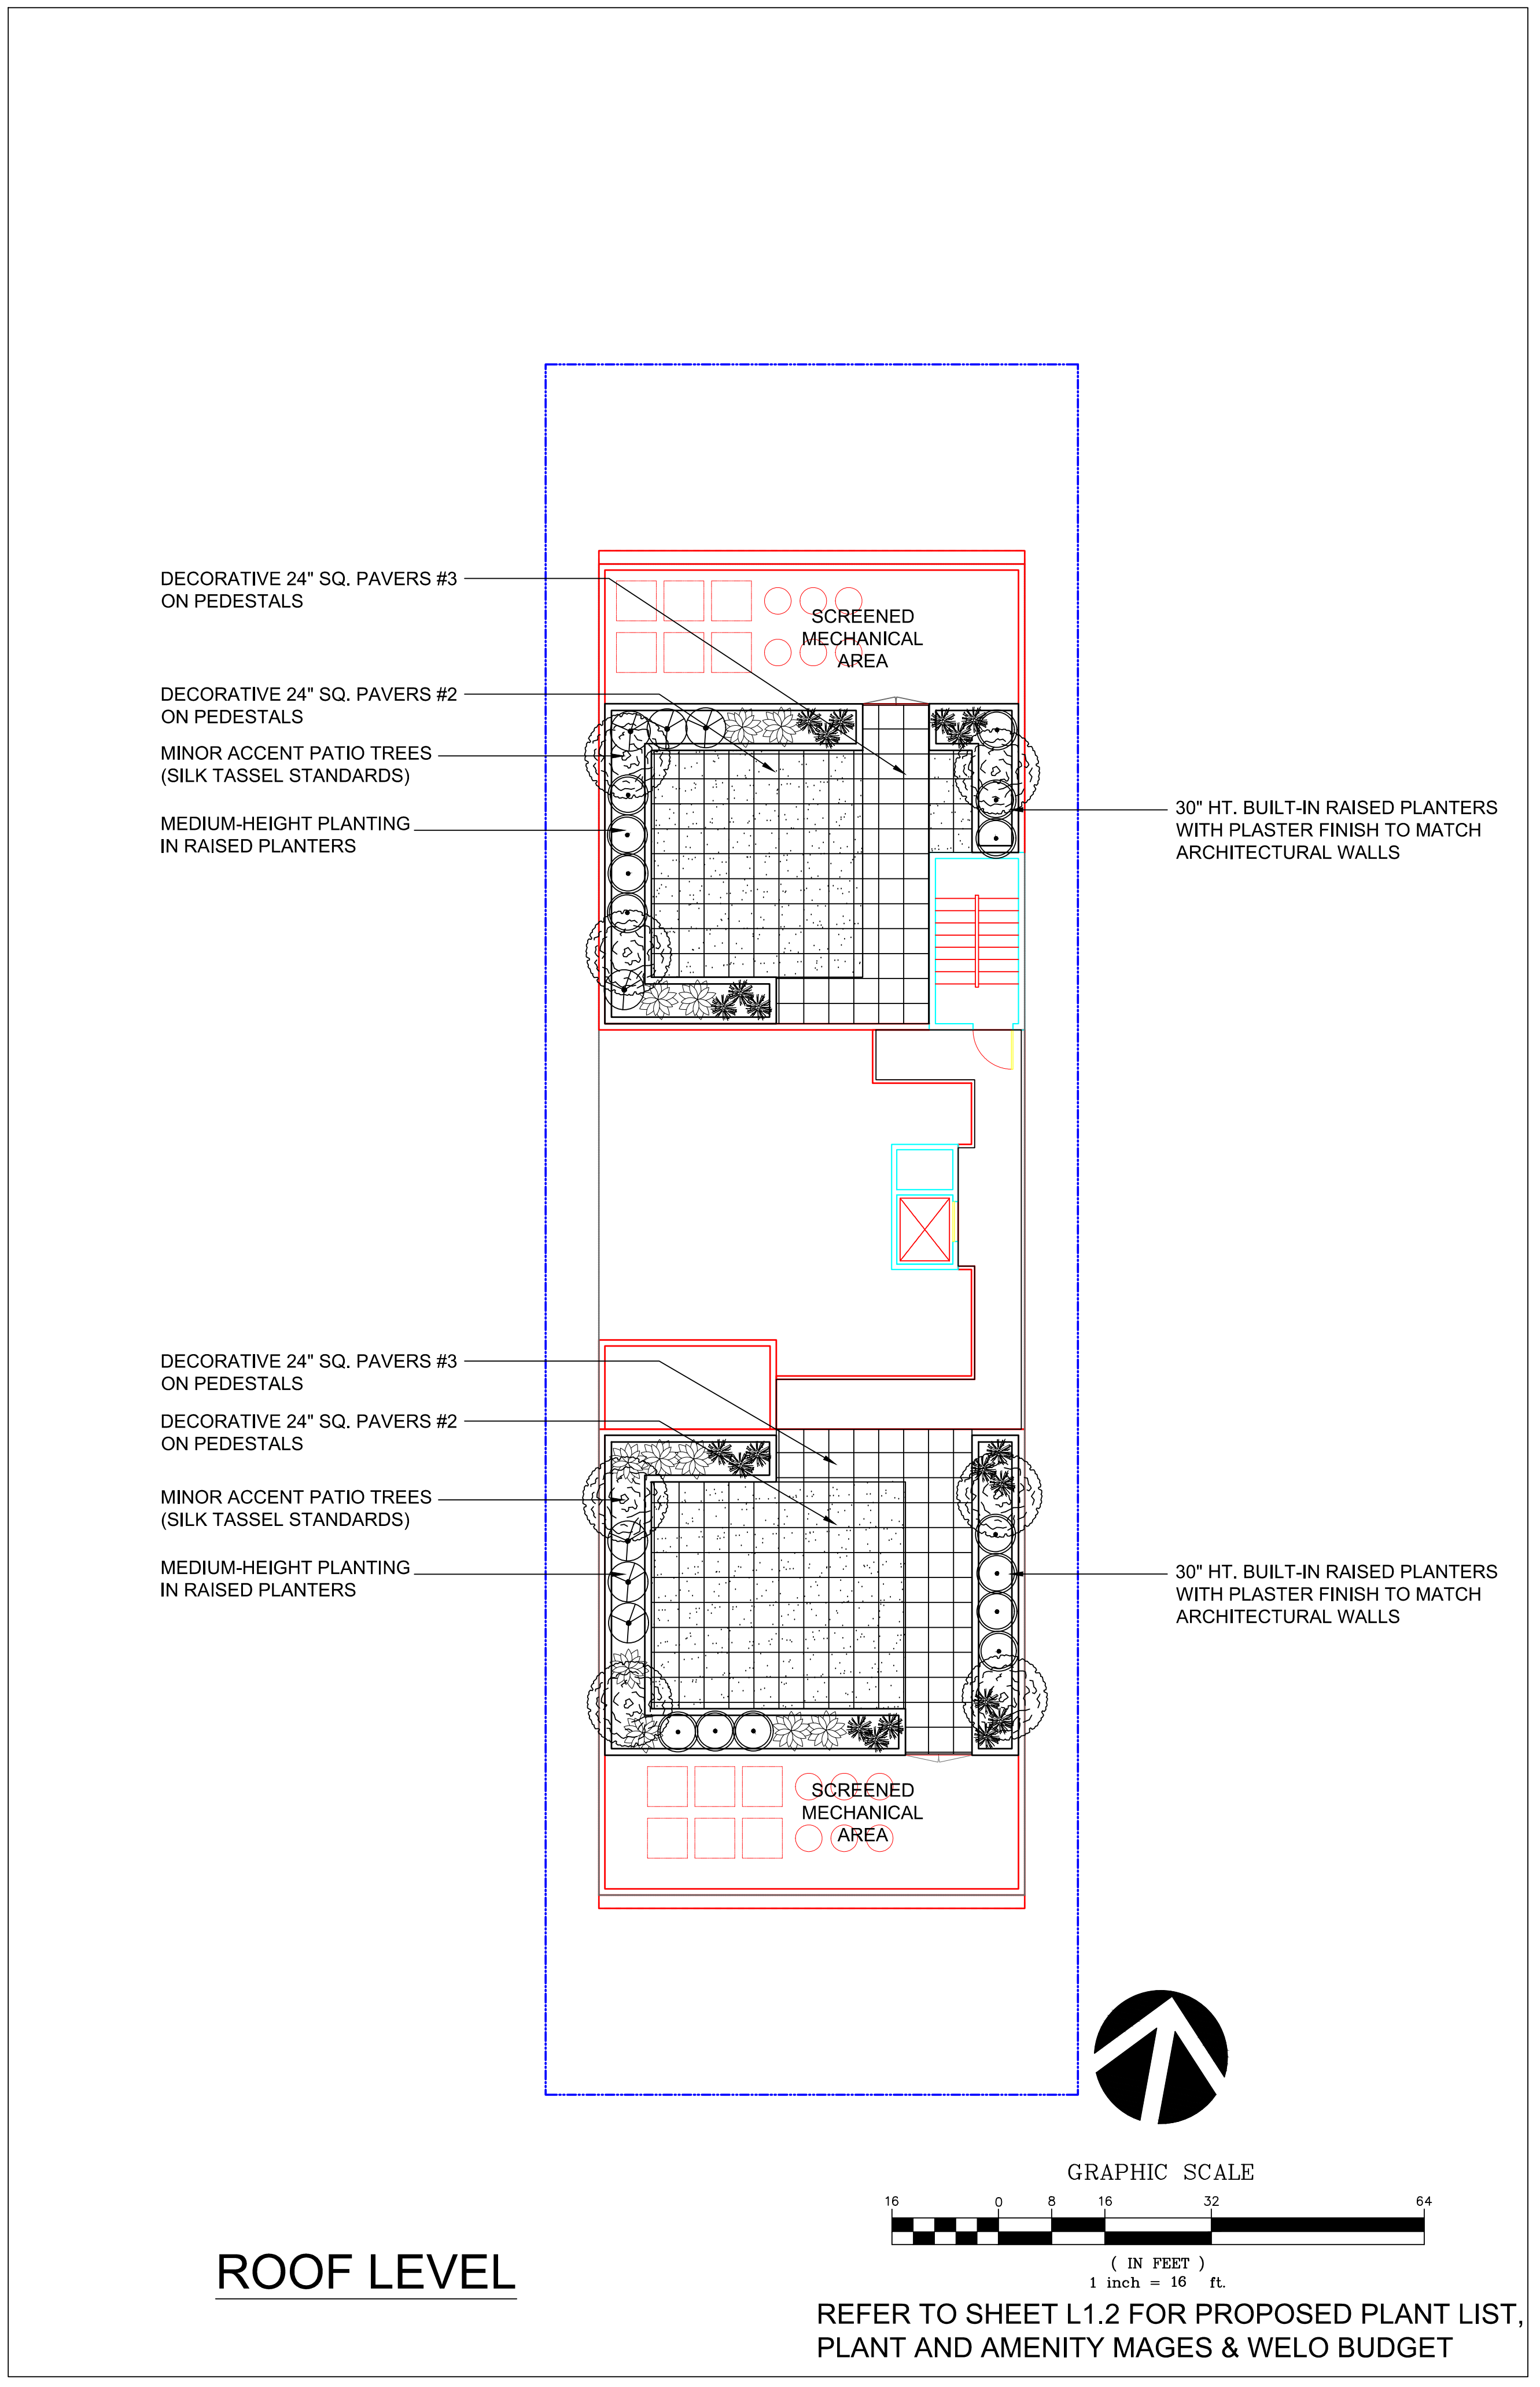 DECORATIVE 24" SQ. PAVERS #3
ON PEDESTALS
SCREENED
MECHANICAL
AREA
DECORATIVE 24" SQ. PAVERS #2
ON PEDESTALS
MINOR ACCENT PATIO TREES
(SILK TASSEL STANDARDS)
MEDIUM-HEIGHT PLANTING
IN RAISED PLANTERS
30" HT. BUILT-IN RAISED PLANTERS
WITH PLASTER FINISH TO MATCH
ARCHITECTURAL WALLS
DECORATIVE 24" SQ. PAVERS #3
ON PEDESTALS
DECORATIVE 24" SQ. PAVERS #2
ON PEDESTALS
MINOR ACCENT PATIO TREES
(SILK TASSEL STANDARDS)
MEDIUM-HEIGHT PLANTING
IN RAISED PLANTERS
30" HT. BUILT-IN RAISED PLANTERS
WITH PLASTER FINISH TO MATCH
ARCHITECTURAL WALLS
SCREENED
MECHANICAL
AREA
GRAPHIC SCALE
16 0 8 16 32 64
( IN FEET )
1 inch = 16 ft.
ROOF LEVEL
REFER TO SHEET L1.2 FOR PROPOSED PLANT LIST,
PLANT AND AMENITY MAGES & WELO BUDGET